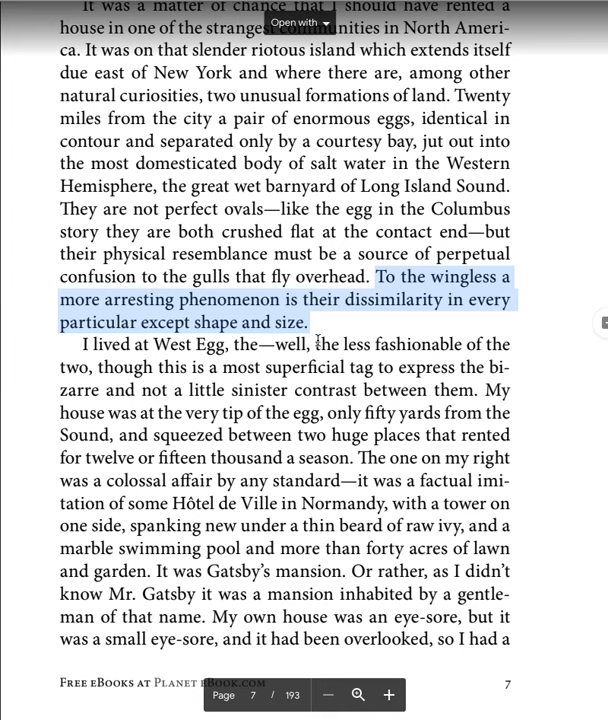 It was a matter of chance that I should have rented a
Open with
house in one of the strangest communities in North Ameri-
ca. It was on that slender riotous island which extends itself
due east of New York and where there are, among other
natural curiosities, two unusual formations of land. Twenty
miles from the city a pair of enormous eggs, identical in
contour and separated only by a courtesy bay, jut out into
the most domesticated body of salt water in the Western
Hemisphere, the great wet barnyard of Long Island Sound.
They are not perfect ovals—like the egg in the Columbus
story they are both crushed flat at the contact end—but
their physical resemblance must be a source of perpetual
confusion to the gulls that fly overhead. To the wingless a
more arresting phenomenon is their dissimilarity in every
particular except shape and size.
I lived at West Egg, the—well, the less fashionable of the
two, though this is a most superficial tag to express the bi-
zarre and not a little sinister contrast between them. My
house was at the very tip of the egg, only fifty yards from the
Sound, and squeezed between two huge places that rented
for twelve or fifteen thousand a season. The one on my right
was a colossal affair by any standard—it was a factual imi-
tation of some Hôtel de Ville in Normandy, with a tower on
one side, spanking new under a thin beard of raw ivy, and a
marble swimming pool and more than forty acres of lawn
and garden. It was Gatsby's mansion. Or rather, as I didn't
know Mr. Gatsby it was a mansion inhabited by a gentle-
man of that name. My own house was an eye-sore, but it
was a small eye-sore, and it had been overlooked, so I had a
Free eBooks at Planet eBook.com
7
Page 7 / 193